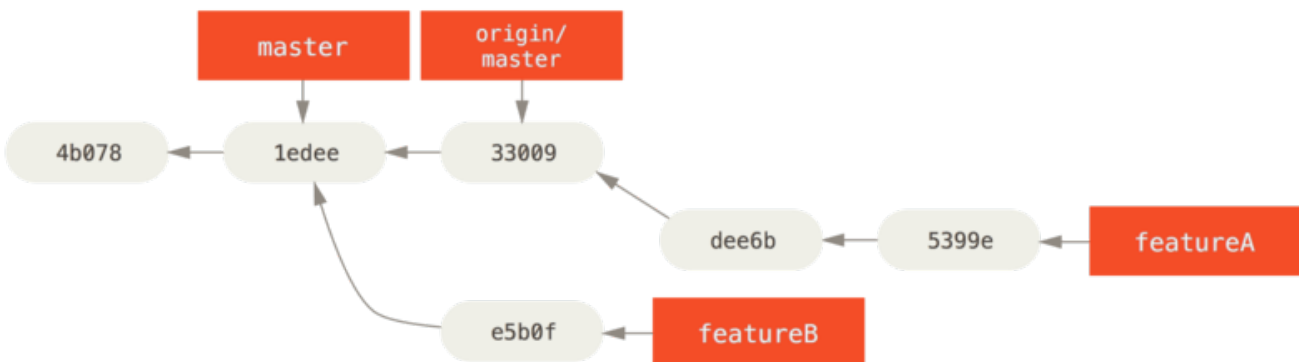 master
origin/
master
4b078
1edee
33009
dee6b
5399e
featureA
e5b0f
featureB